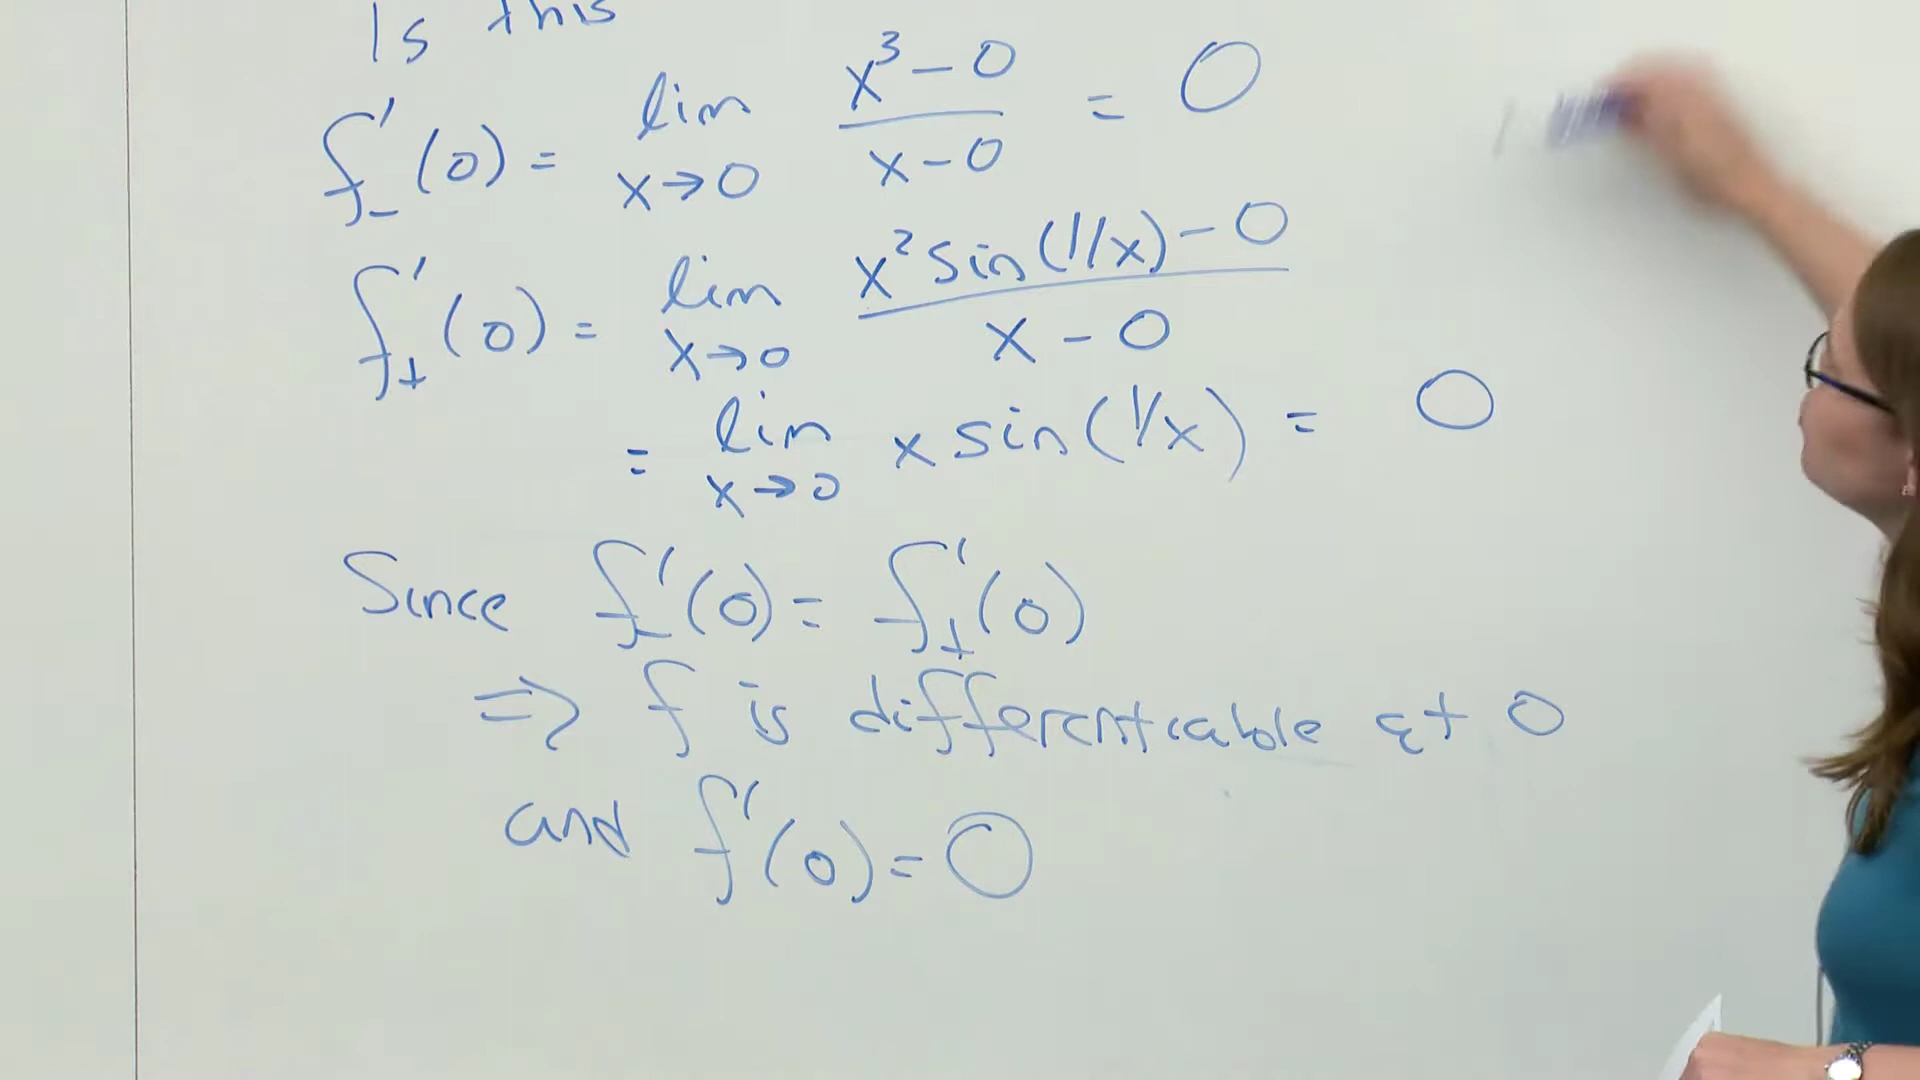 Is this
f₋′(0) = lim x→0 (x³ − 0)/(x − 0) = 0
f₊′(0) = lim x→0 (x² sin(1/x) − 0)/(x − 0)
= lim x→0 x sin(1/x) = 0
Since f₋′(0) = f₊′(0)
⇒ f is differentiable at 0
and f′(0) = 0